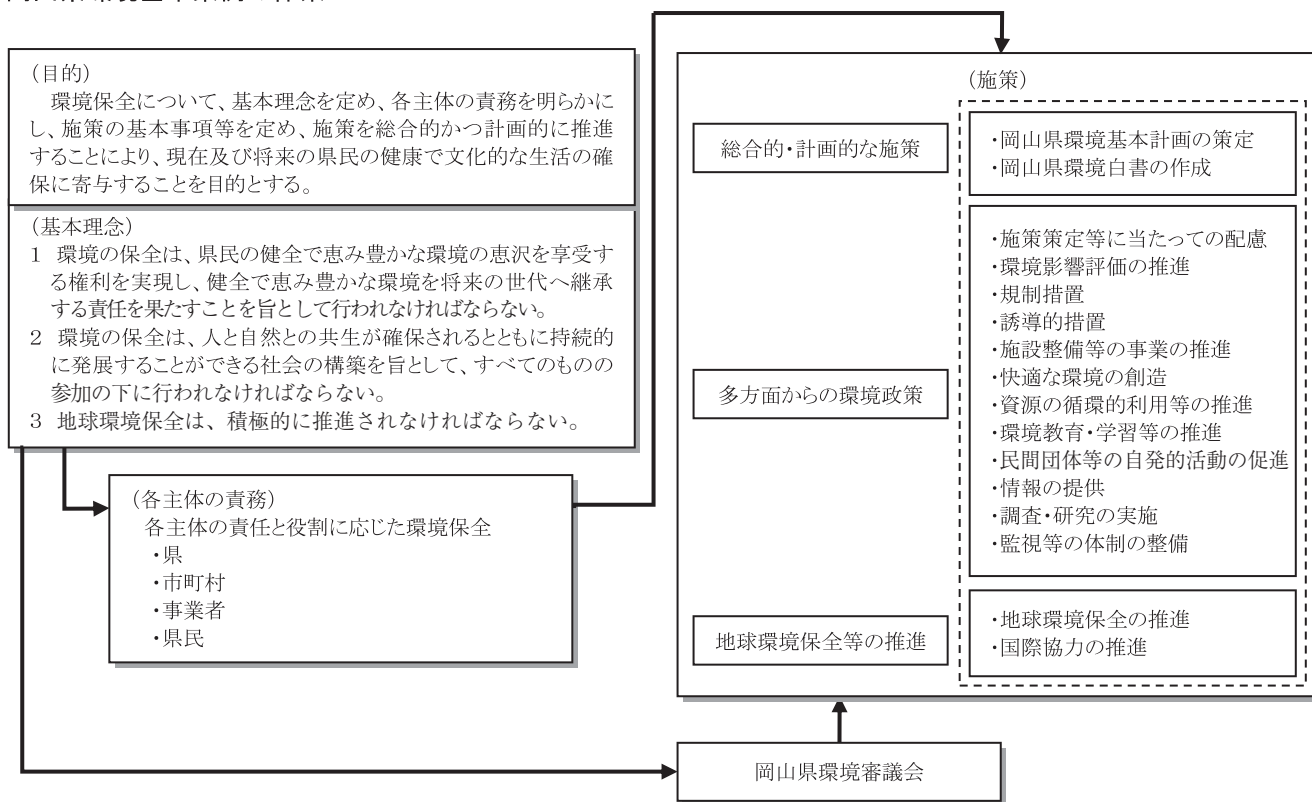 (目的)
環境保全について、基本理念を定め、各主体の責務を明らかに
し、施策の基本事項等を定め、施策を総合的かつ計画的に推進
することにより、現在及び将来の県民の健康で文化的な生活の確
保に寄与することを目的とする。
(基本理念)
1 環境の保全は、県民の健全で恵み豊かな環境の恵沢を享受す
る権利を実現し、健全で恵み豊かな環境を将来の世代へ継承
する責任を果たすことを旨として行われなければならない。
2 環境の保全は、人と自然との共生が確保されるとともに持続的
に発展することができる社会の構築を旨として、すべてのものの
参加の下に行われなければならない。
3 地球環境保全は、積極的に推進されなければならない。
(各主体の責務)
各主体の責任と役割に応じた環境保全
・県
・市町村
・事業者
・県民
(施策)
総合的・計画的な施策
・岡山県環境基本計画の策定
・岡山県環境白書の作成
多方面からの環境政策
・施策策定等に当たっての配慮
・環境影響評価の推進
・規制措置
・誘導的措置
・施設整備等の事業の推進
・快適な環境の創造
・資源の循環的利用等の推進
・環境教育・学習等の推進
・民間団体等の自発的活動の促進
・情報の提供
・調査・研究の実施
・監視等の体制の整備
地球環境保全等の推進
・地球環境保全の推進
・国際協力の推進
岡山県環境審議会